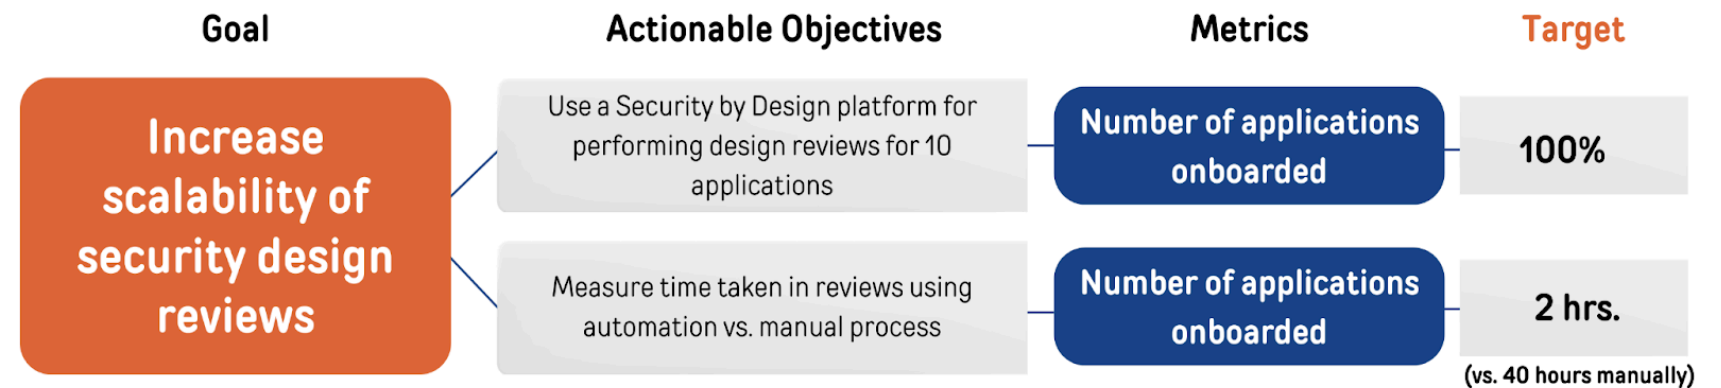 Goal
Actionable Objectives
Metrics
Target
Increase
scalability of
security design
reviews
Use a Security by Design platform for
performing design reviews for 10
applications
Number of applications
onboarded
100%
Measure time taken in reviews using
automation vs. manual process
Number of applications
onboarded
2 hrs.
(vs. 40 hours manually)